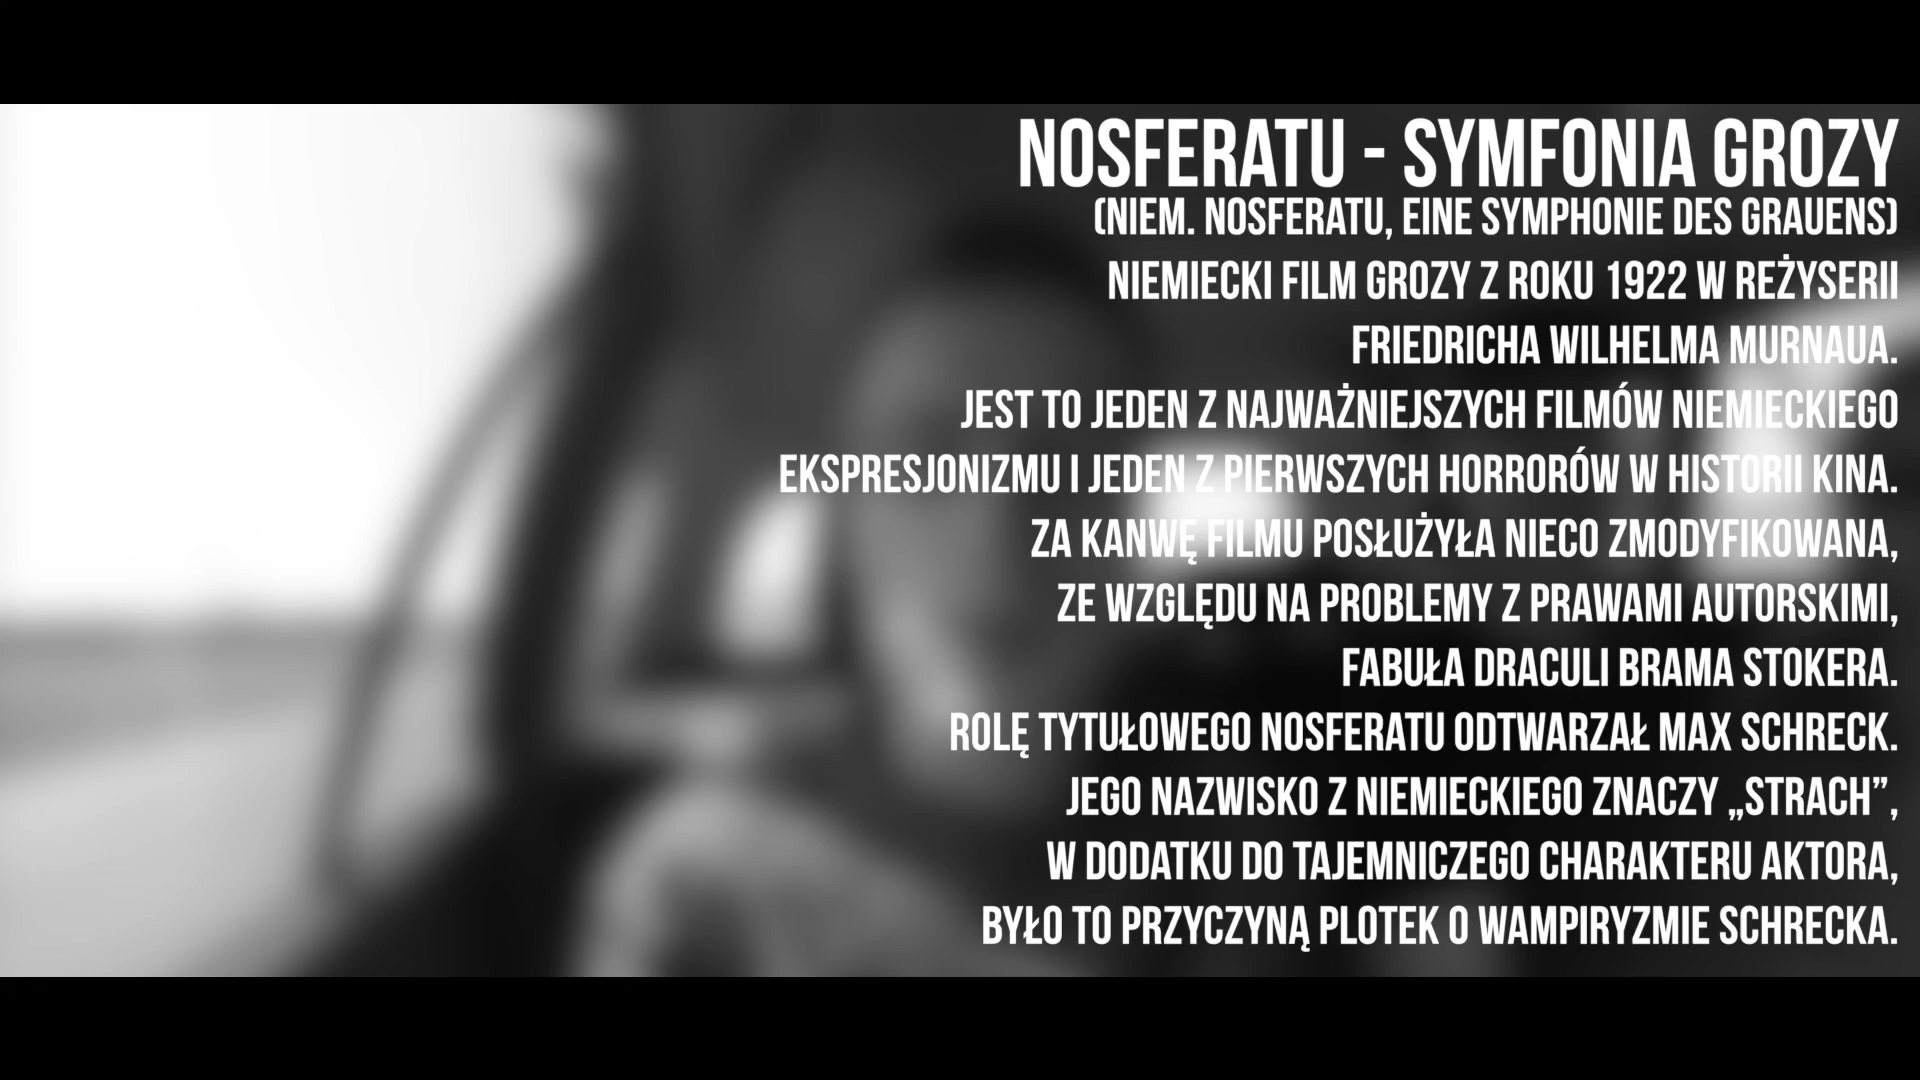 NOSFERATU - SYMFONIA GROZY
(NIEM. NOSFERATU, EINE SYMPHONIE DES GRAUENS)
NIEMIECKI FILM GROZY Z ROKU 1922 W REŻYSERII
FRIEDRICHA WILHELMA MURNAUA.
JEST TO JEDEN Z NAJWAŻNIEJSZYCH FILMÓW NIEMIECKIEGO
EKSPRESJONIZMU I JEDEN Z PIERWSZYCH HORRORÓW W HISTORII KINA.
ZA KANWĘ FILMU POSŁUŻYŁA NIECO ZMODYFIKOWANA,
ZE WZGLĘDU NA PROBLEMY Z PRAWAMI AUTORSKIMI,
FABUŁA DRACULI BRAMA STOKERA.
ROLĘ TYTUŁOWEGO NOSFERATU ODTWARZAŁ MAX SCHRECK.
JEGO NAZWISKO Z NIEMIECKIEGO ZNACZY „STRACH”,
W DODATKU DO TAJEMNICZEGO CHARAKTERU AKTORA,
BYŁO TO PRZYCZYNĄ PLOTEK O WAMPIRYZMIE SCHRECKA.